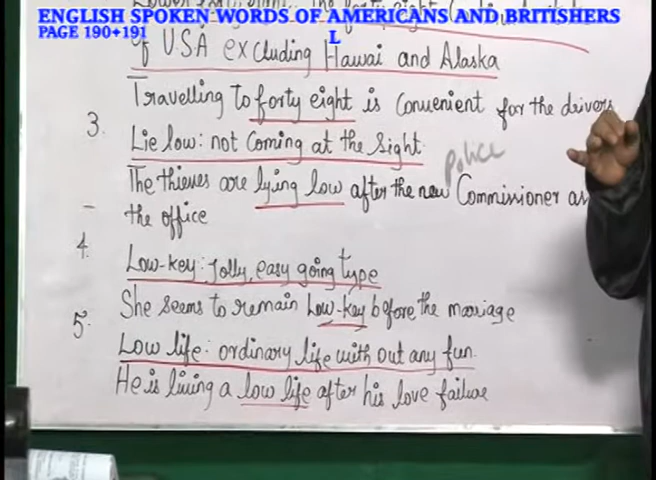 ENGLISH SPOKEN WORDS OF AMERICANS AND BRITISHERS
PAGE 190+191
L
of USA excluding Hawai and Alaska
Travelling to forty eight is convenient for the drivers
3.
Lie low: not coming at the sight
police
The thieves are lying low after the new Commissioner as
the office
4.
Low-key: Jolly, easy going type
She seems to remain low-key before the marriage
5.
Low life: ordinary life with out any fun.
He is living a low life after his love failure